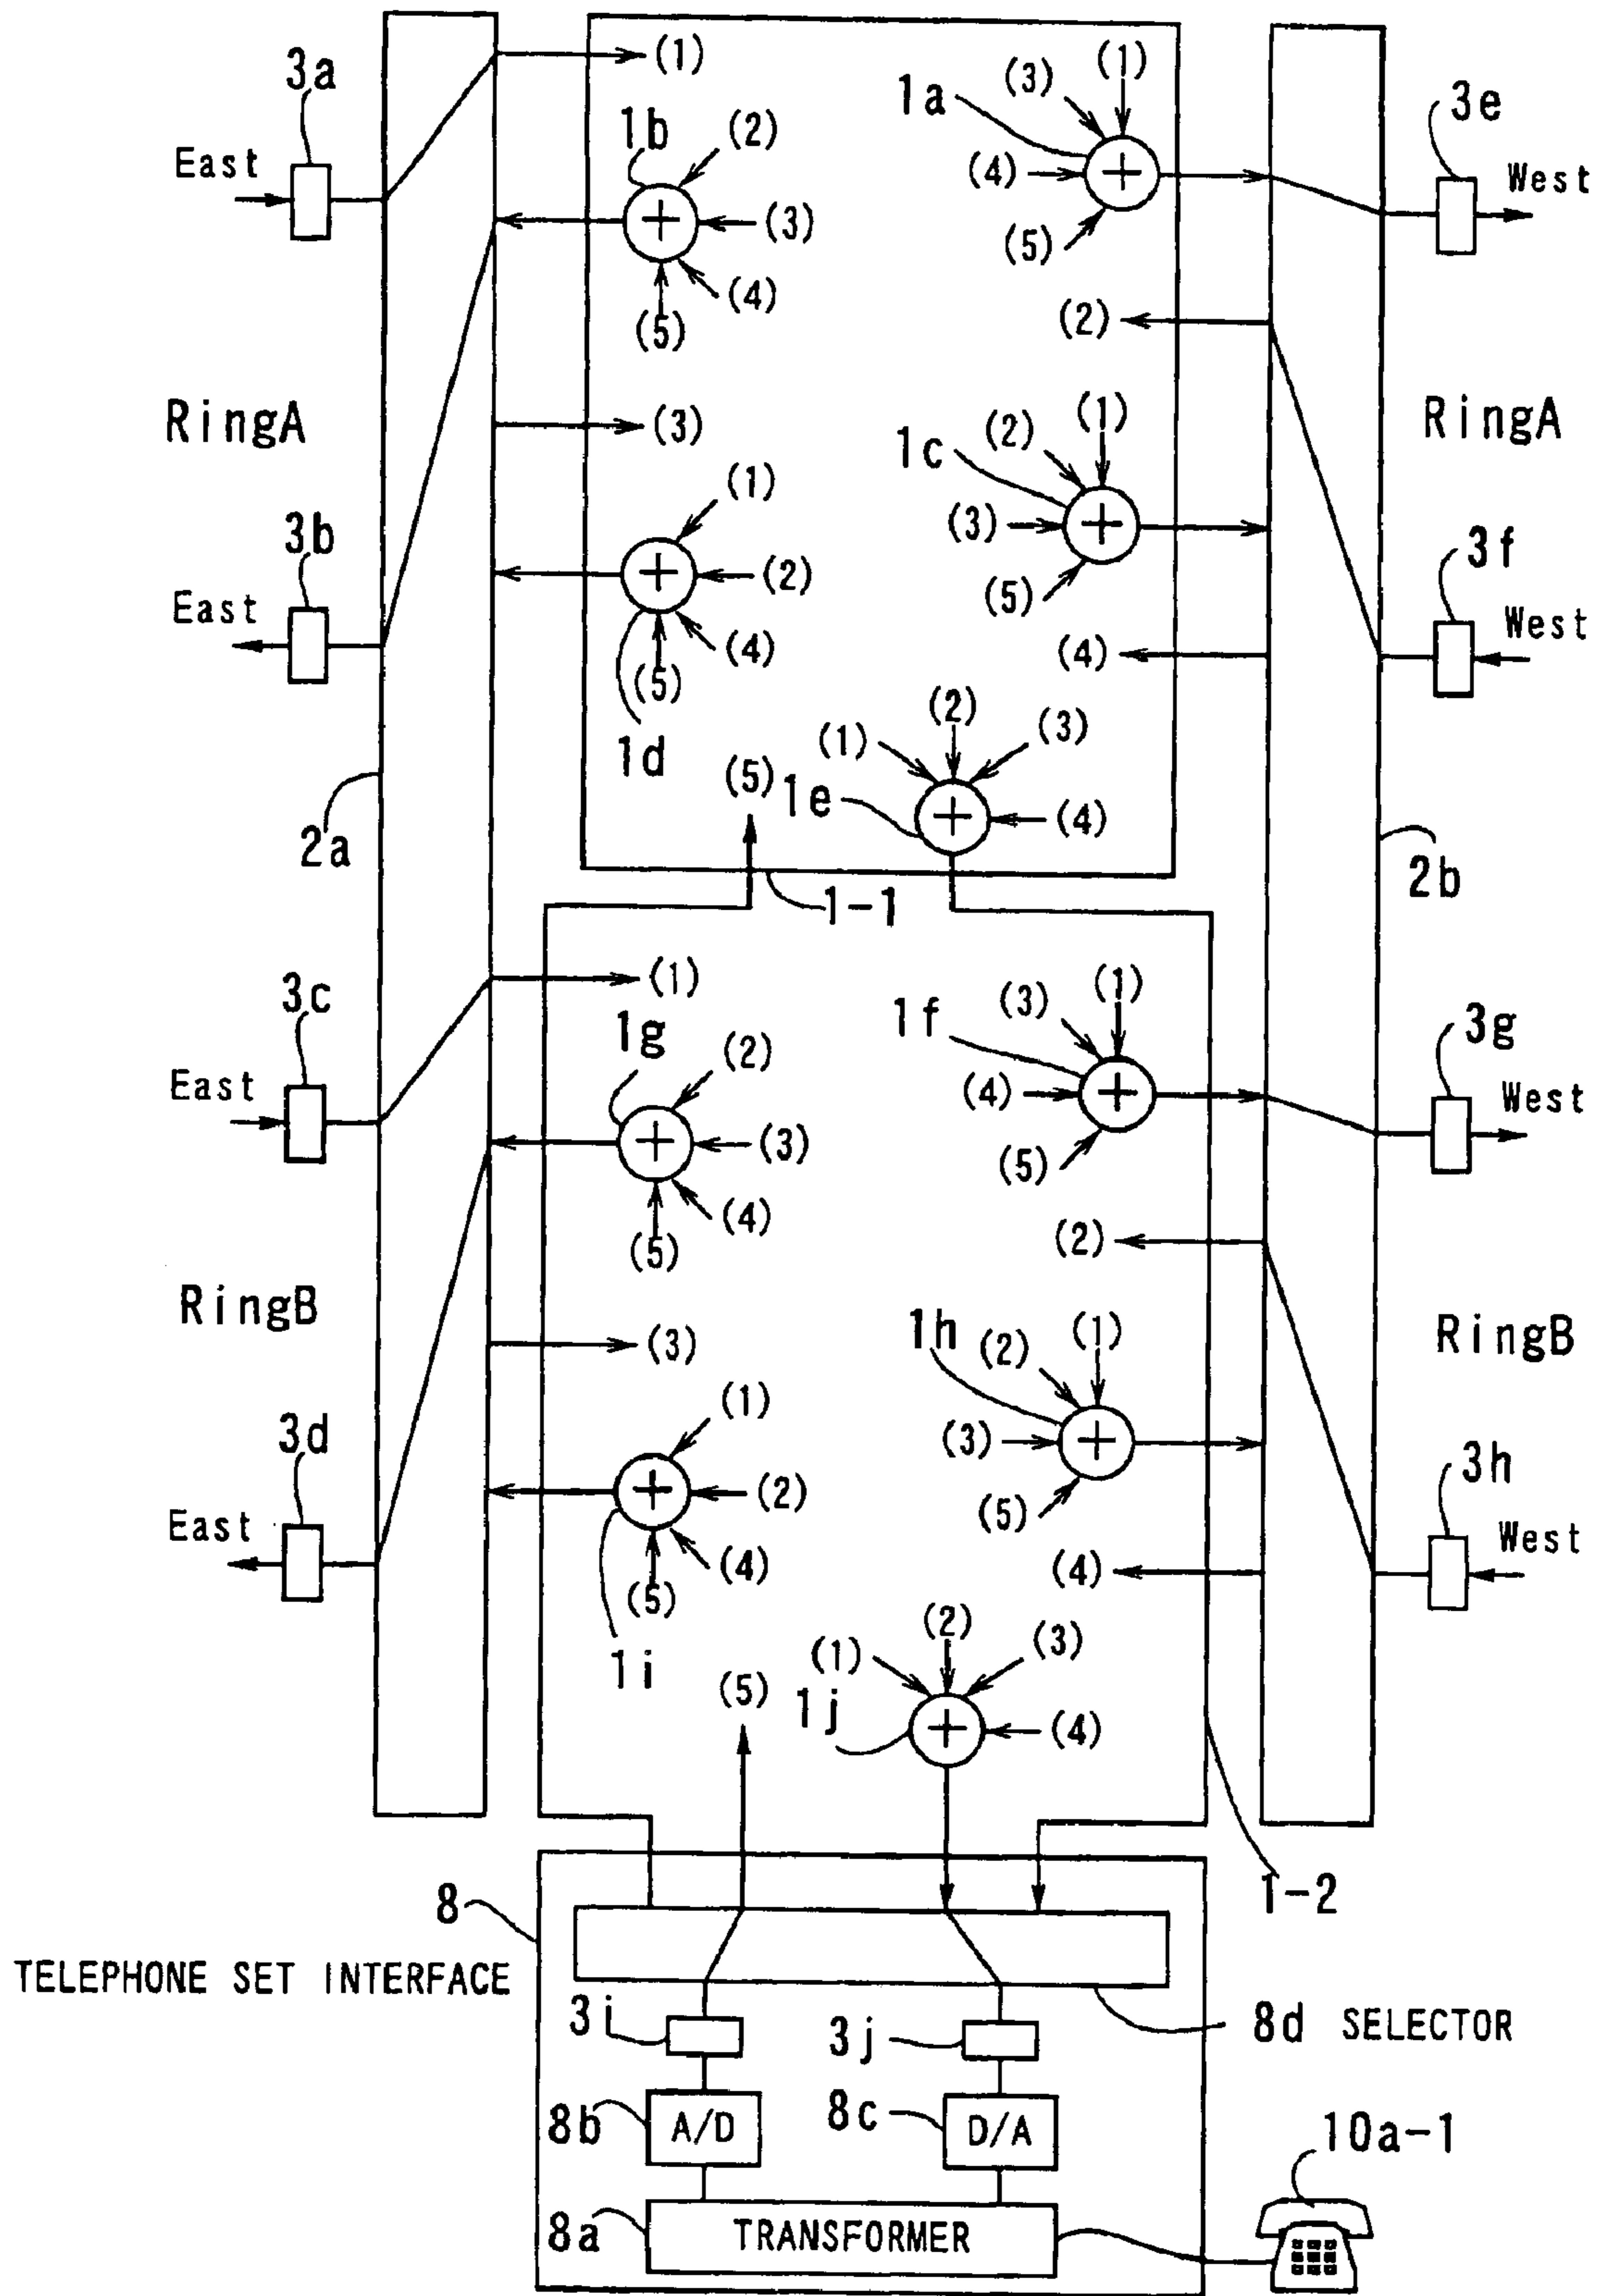 (1)
3a
1b
(2)
East
(3)
(4)
(5)
1a
(3)
(1)
(4)
(5)
3e
West
(2)
RingA
(3)
(1)
1c
(2)
(1)
(3)
(5)
RingA
3b
East
(2)
(4)
(5)
1d
3f
West
(4)
2a
(5)
1e
(1)
(2)
(3)
(4)
2b
1-1
3c
(1)
1g
(2)
East
(3)
(4)
(5)
1f
(3)
(1)
(4)
(5)
3g
West
(2)
RingB
(3)
(1)
1h
(2)
(1)
(3)
(5)
RingB
3d
East
(2)
(4)
(5)
1i
3h
West
(4)
(5)
1j
(1)
(2)
(3)
(4)
1-2
8
TELEPHONE SET INTERFACE
3i
3j
8d SELECTOR
8b
A/D
8c
D/A
10a-1
8a
TRANSFORMER